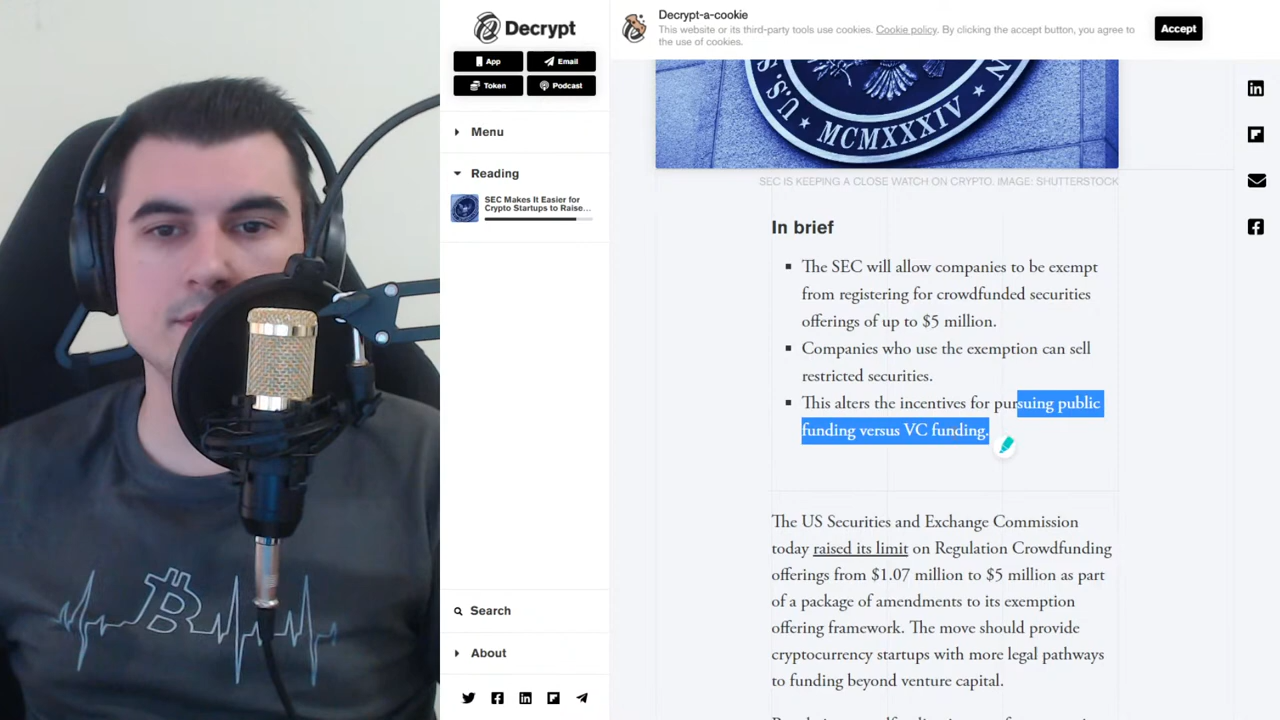 Decrypt
App
Email
Token
Podcast
Menu
Reading
SEC Makes It Easier for
Crypto Startups to Raise...
Search
About
Decrypt-a-cookie
This website or its third-party tools use cookies. Cookie policy. By clicking the accept button, you agree to
the use of cookies.
Accept
U.S.
MCMXXXIV
SEC IS KEEPING A CLOSE WATCH ON CRYPTO. IMAGE: SHUTTERSTOCK
In brief
The SEC will allow companies to be exempt
from registering for crowdfunded securities
offerings of up to $5 million.
Companies who use the exemption can sell
restricted securities.
This alters the incentives for pursuing public
funding versus VC funding.
The US Securities and Exchange Commission
today raised its limit on Regulation Crowdfunding
offerings from $1.07 million to $5 million as part
of a package of amendments to its exemption
offering framework. The move should provide
cryptocurrency startups with more legal pathways
to funding beyond venture capital.